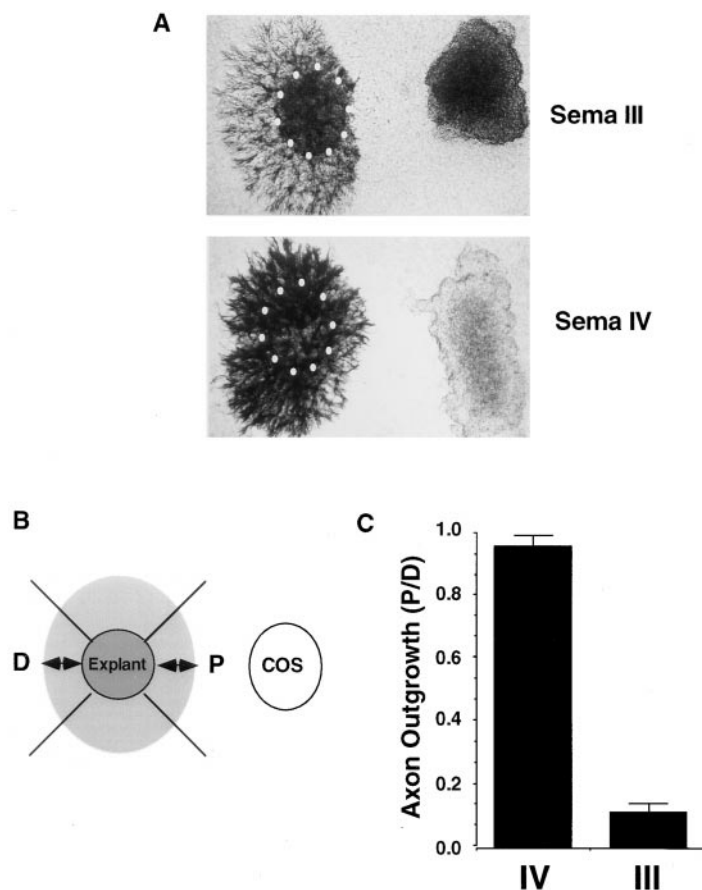 A
Sema III
Sema IV
B
D
Explant
P
COS
C
Axon Outgrowth (P/D)
1.0
0.8
0.6
0.4
0.2
0.0
IV
III